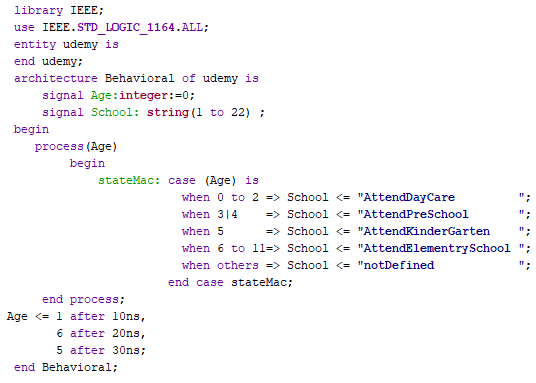 library IEEE;
use IEEE.STD_LOGIC_1164.ALL;
entity udemy is
end udemy;
architecture Behavioral of udemy is
    signal Age:integer:=0;
    signal School: string(1 to 22) ;
begin
   process(Age)
        begin
            stateMac: case (Age) is
                        when 0 to 2 => School <= "AttendDayCare         ";
                        when 3|4    => School <= "AttendPreSchool       ";
                        when 5      => School <= "AttendKinderGarten    ";
                        when 6 to 11=> School <= "AttendElementrySchool ";
                        when others => School <= "notDefined            ";
                      end case stateMac;
    end process;
Age <= 1 after 10ns,
       6 after 20ns,
       5 after 30ns;
end Behavioral;